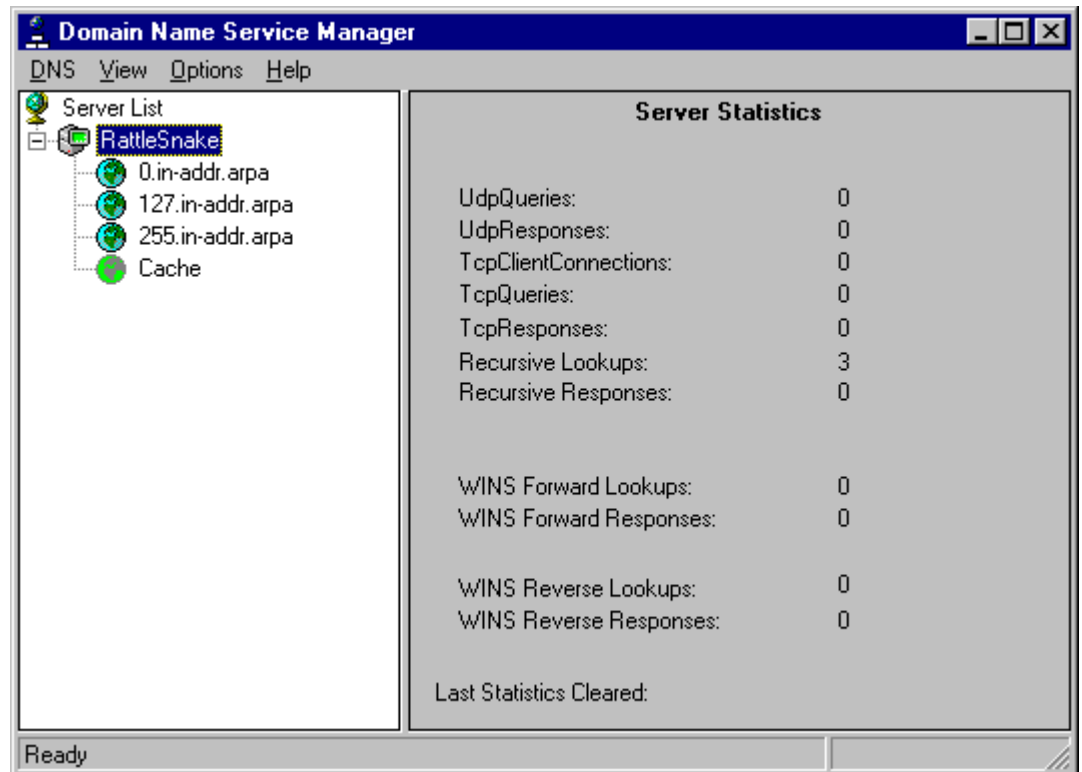 Domain Name Service Manager
DNS View Options Help
Server List
RattleSnake
0.in-addr.arpa
127.in-addr.arpa
255.in-addr.arpa
Cache
Server Statistics
UdpQueries: 0
UdpResponses: 0
TcpClientConnections: 0
TcpQueries: 0
TcpResponses: 0
Recursive Lookups: 3
Recursive Responses: 0
WINS Forward Lookups: 0
WINS Forward Responses: 0
WINS Reverse Lookups: 0
WINS Reverse Responses: 0
Last Statistics Cleared:
Ready